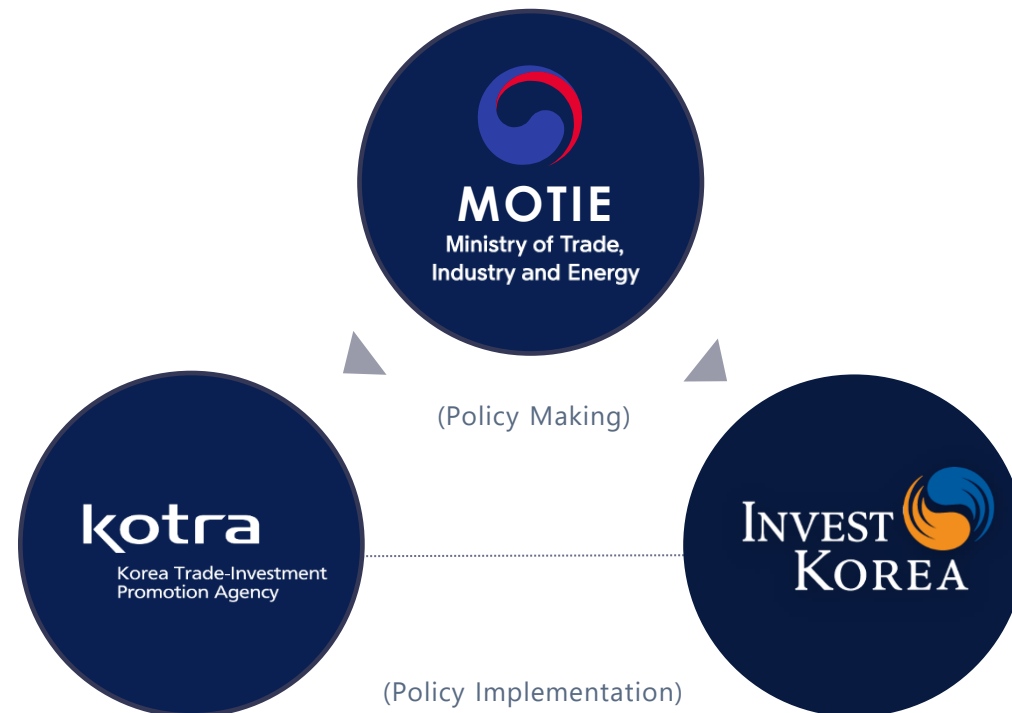 MOTIE
Ministry of Trade,
Industry and Energy
(Policy Making)
kotra
Korea Trade-Investment
Promotion Agency
INVEST
KOREA
(Policy Implementation)